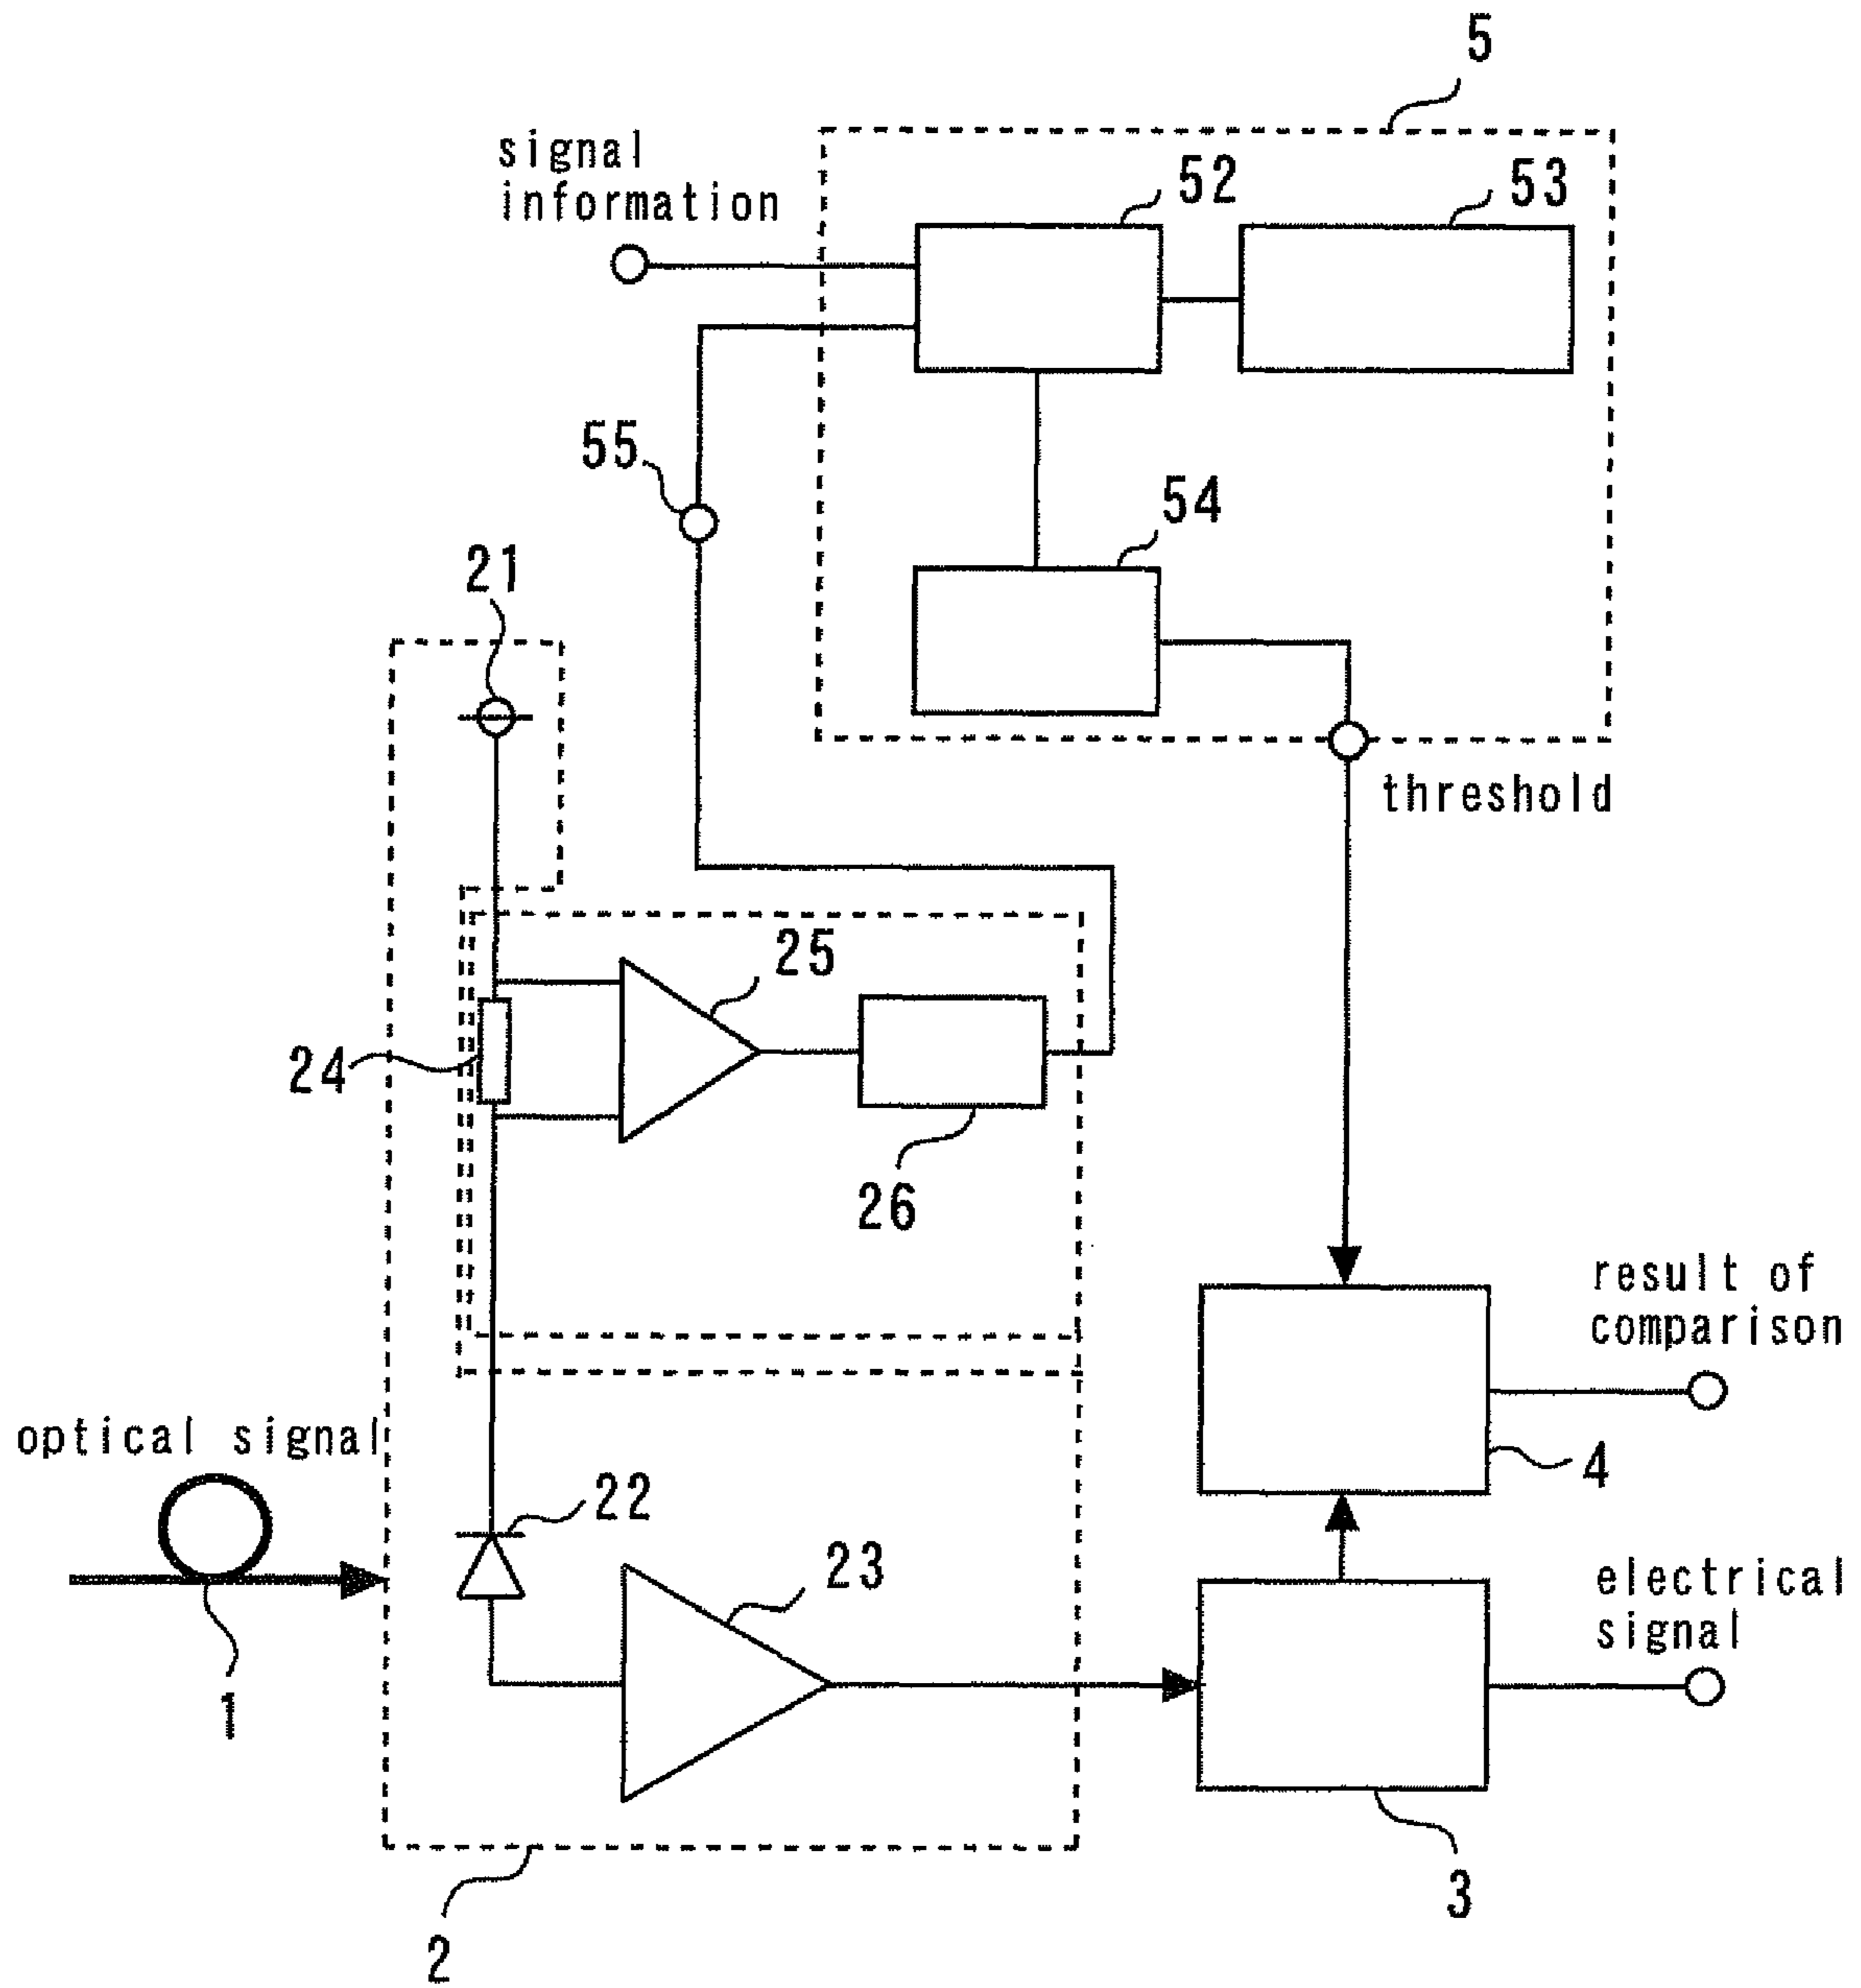 5
signal
information
52
53
55
54
21
threshold
25
24
26
result of
comparison
optical signal
4
22
23
electrical
signal
1
3
2